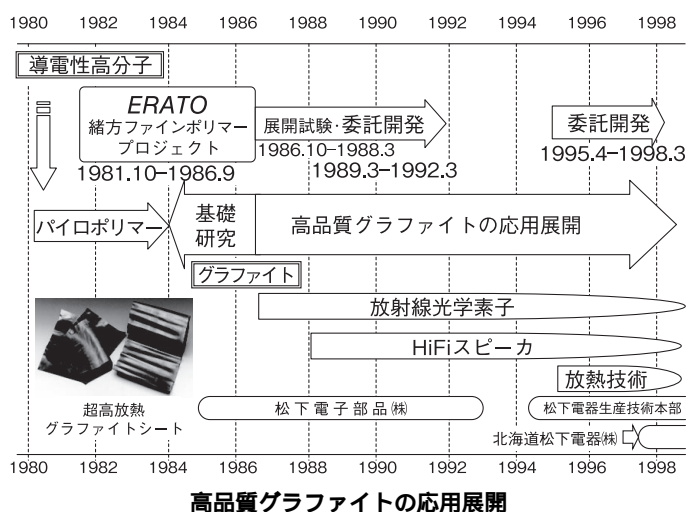 1980 1982 1984 1986 1988 1990 1992 1994 1996 1998
導電性高分子
ERATO
緒方ファインポリマー
プロジェクト
1981.10–1986.9
展開試験・委託開発
1986.10–1988.3
1989.3–1992.3
委託開発
1995.4–1998.3
パイロポリマー
基礎
研究
高品質グラファイトの応用展開
グラファイト
放射線光学素子
HiFiスピーカ
放熱技術
超高放熱
グラファイトシート
松下電子部品㈱
松下電器生産技術本部
北海道松下電器㈱
1980 1982 1984 1986 1988 1990 1992 1994 1996 1998
高品質グラファイトの応用展開